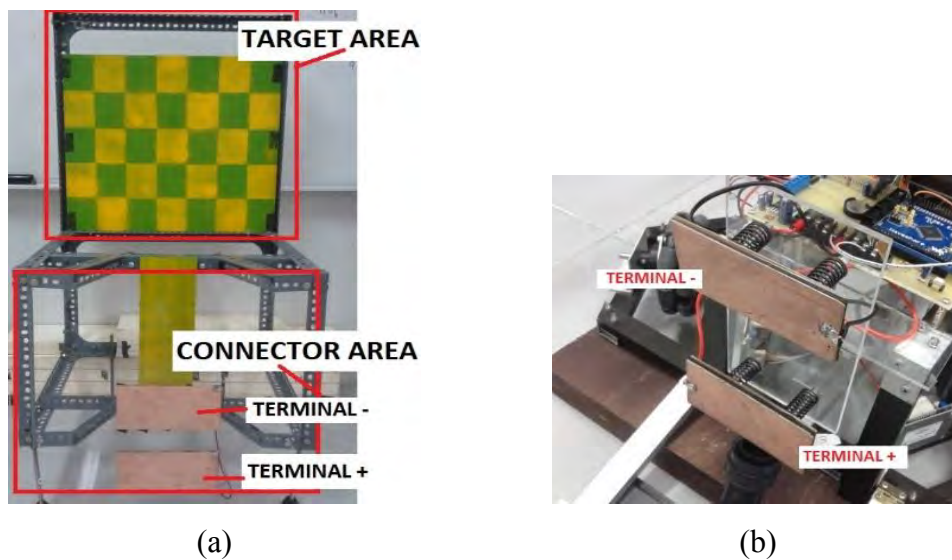 TARGET AREA
CONNECTOR AREA
TERMINAL -
TERMINAL +
TERMINAL -
TERMINAL +
(a)
(b)